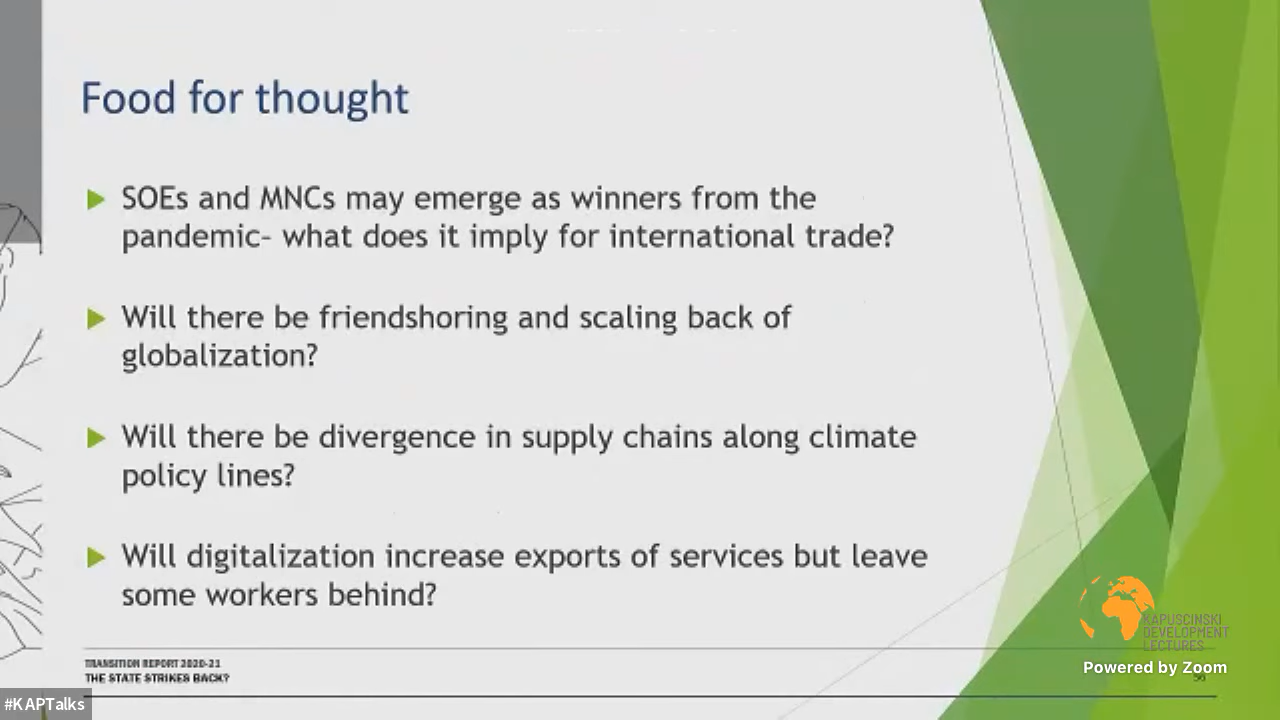 Food for thought
SOEs and MNCs may emerge as winners from the
pandemic– what does it imply for international trade?
Will there be friendshoring and scaling back of
globalization?
Will there be divergence in supply chains along climate
policy lines?
Will digitalization increase exports of services but leave
some workers behind?
KAPUSCINSKI
DEVELOPMENT
LECTURES
Powered by Zoom
TRANSITION REPORT 2020-21
THE STATE STRIKES BACK?
#KAPTalks